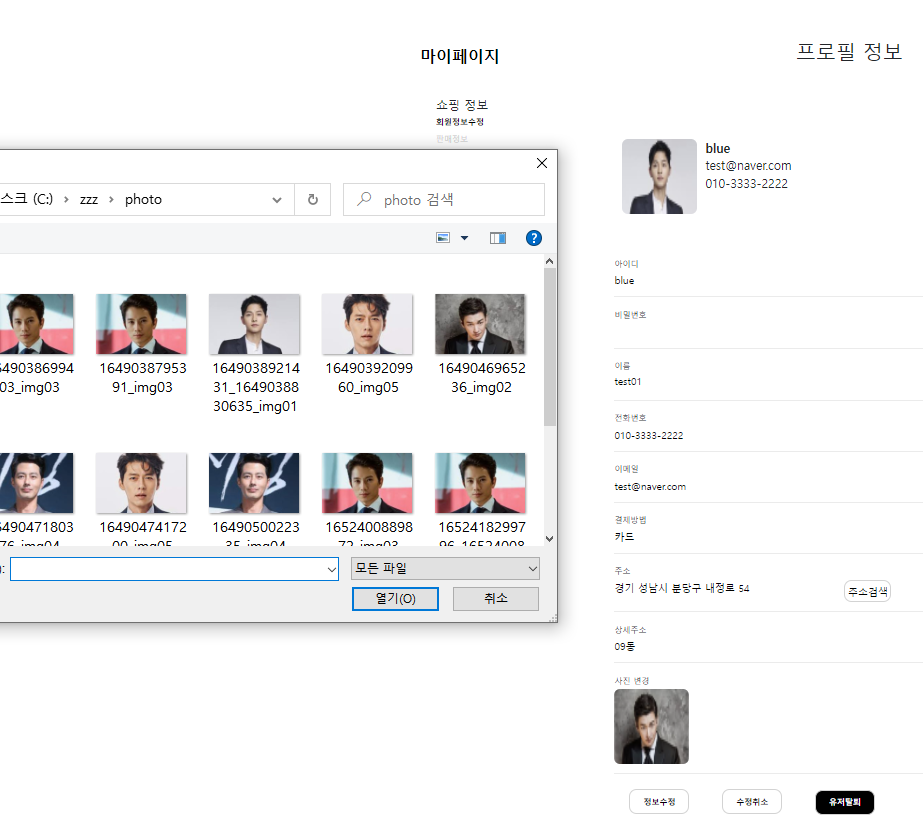 마이페이지
프로필 정보
쇼핑 정보
회원정보수정
판매정보
blue
test@naver.com
010-3333-2222
스크 (C:) > zzz > photo
photo 검색
?
16490387953
91_img03
16490389214
31_16490388
30635_img01
16490392099
60_img05
16490469652
36_img02
03_img03
16490474172
00_img05
16490500223
35_img04
16524008898
72_img03
16524182997
96_16524008
모든 파일
열기(O)
취소
아이디
blue
비밀번호
이름
test01
전화번호
010-3333-2222
이메일
test@naver.com
결제방법
카드
주소
경기 성남시 분당구 내정로 54
주소검색
상세주소
09통
사진 변경
정보수정
수정취소
유저탈퇴